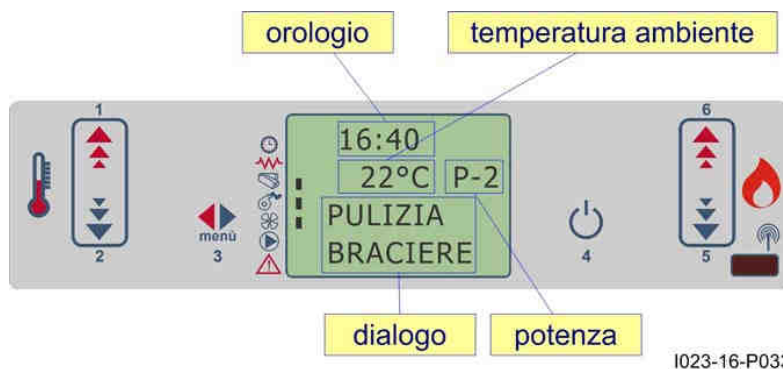 orologio
temperatura ambiente
1
6
16:40
22°C P-2
PULIZIA
BRACIERE
menù
2
3
4
5
dialogo
potenza
I023-16-P03